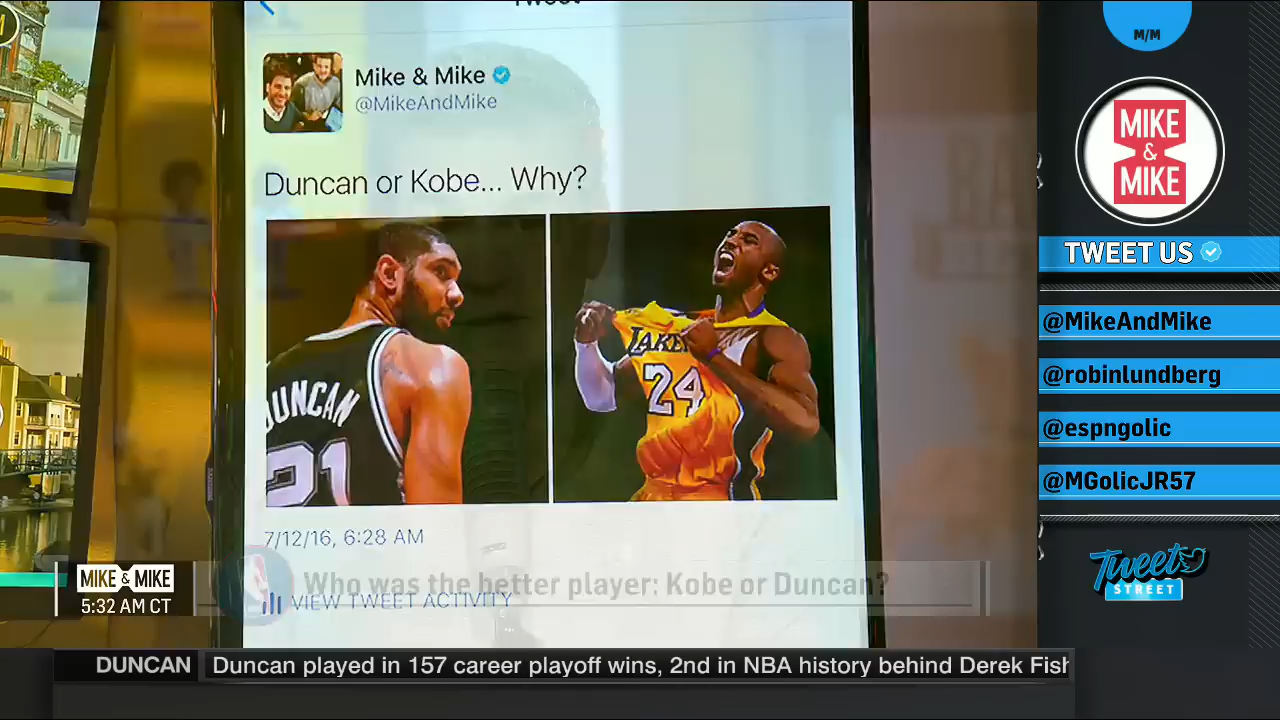 Tweet
Mike & Mike
@MikeAndMike
Duncan or Kobe... Why?
DUNCAN
21
LAKE
24
7/12/16, 6:28 AM
VIEW TWEET ACTIVITY
M/M
MIKE
&
MIKE
TWEET US
@MikeAndMike
@robinlundberg
@espngolic
@MGolicJR57
Tweet
STREET
MIKE & MIKE
5:32 AM CT
Who was the better player: Kobe or Duncan?
DUNCAN
Duncan played in 157 career playoff wins, 2nd in NBA history behind Derek Fish